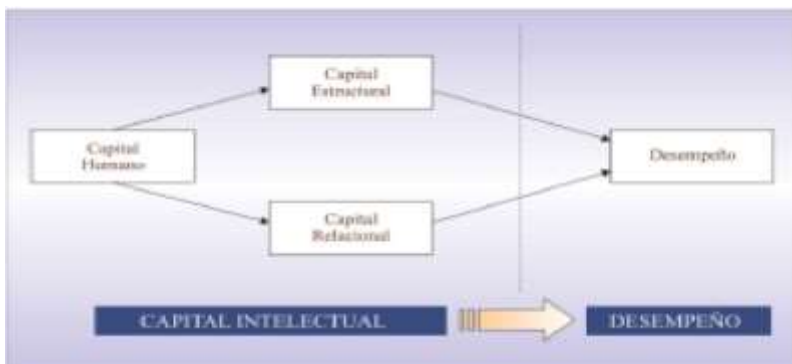 Capital
Estructural
Capital
Humano
Desempeño
Capital
Relacional
CAPITAL INTELECTUAL
DESEMPEÑO